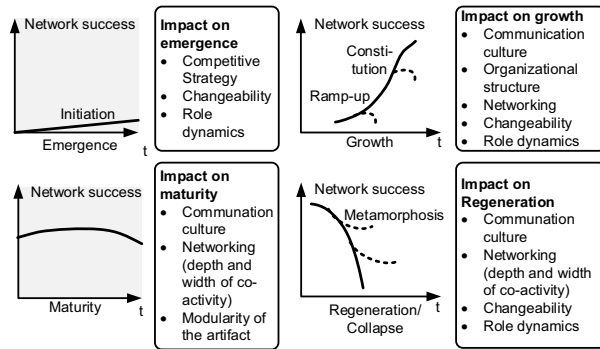 Network success
Initiation
Emergence
t
Impact on
emergence
• Competitive
Strategy
• Changeability
• Role
dynamics
Network success
Consti-
tution
Ramp-up
Growth
t
Impact on growth
• Communication
culture
• Organizational
structure
• Networking
• Changeability
• Role dynamics
Network success
Maturity
t
Impact on
maturity
• Communation
culture
• Networking
(depth and
width of co-
activity)
• Modularity of
the artifact
Network success
Metamorphosis
Regeneration/
Collapse
t
Impact on
Regeneration
• Communation
culture
• Networking
(depth and width
of co-activity)
• Changeability
• Role dynamics